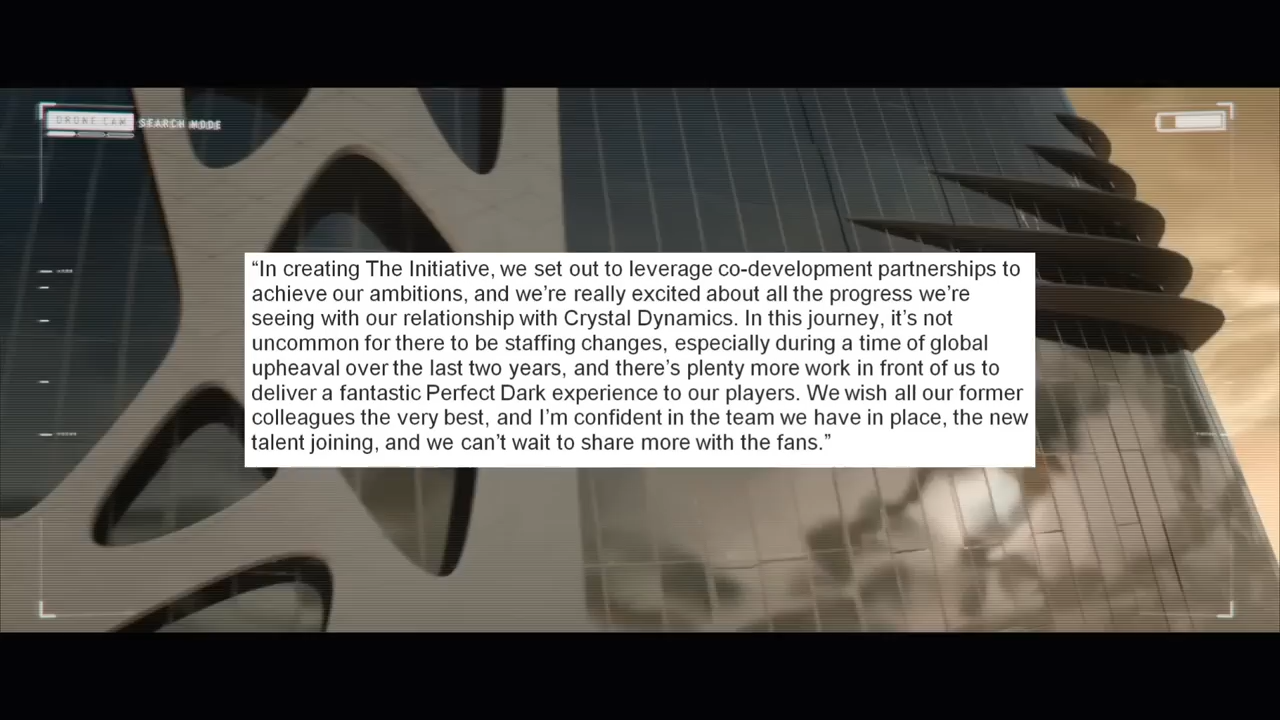 DRONE CAM SEARCH MODE
“In creating The Initiative, we set out to leverage co-development partnerships to
achieve our ambitions, and we’re really excited about all the progress we’re
seeing with our relationship with Crystal Dynamics. In this journey, it’s not
uncommon for there to be staffing changes, especially during a time of global
upheaval over the last two years, and there’s plenty more work in front of us to
deliver a fantastic Perfect Dark experience to our players. We wish all our former
colleagues the very best, and I’m confident in the team we have in place, the new
talent joining, and we can’t wait to share more with the fans.”